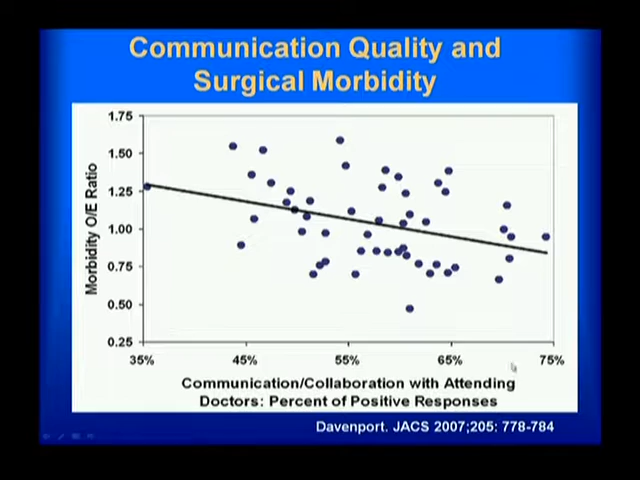 Communication Quality and
Surgical Morbidity
1.75
1.50
1.25
1.00
0.75
0.50
0.25
Morbidity O/E Ratio
35% 45% 55% 65% 75%
Communication/Collaboration with Attending
Doctors: Percent of Positive Responses
Davenport. JACS 2007;205: 778-784